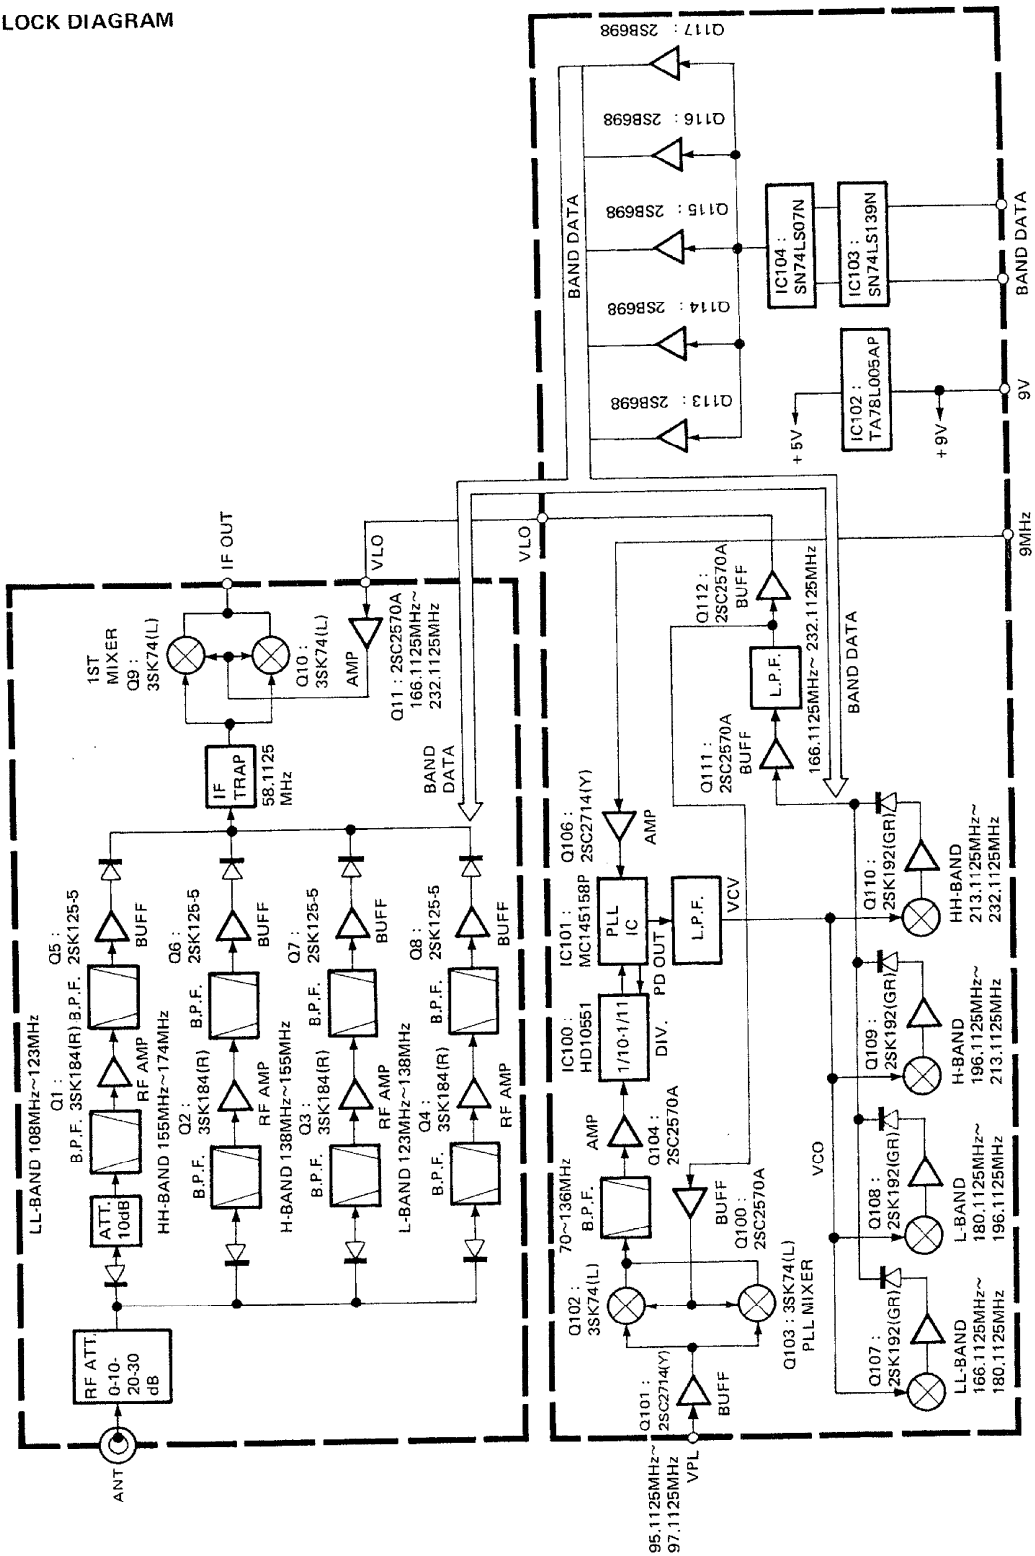 LOCK DIAGRAM
LL-BAND 108MHz~123MHz
ANT
RF ATT.
0-10-
20-30
dB
ATT.
10dB
B.P.F.
Q1 :
3SK184(R)
RF AMP
B.P.F.
Q5 :
2SK125-5
BUFF
HH-BAND 155MHz~174MHz
B.P.F.
Q2 :
3SK184(R)
RF AMP
B.P.F.
Q6 :
2SK125-5
BUFF
H-BAND 138MHz~155MHz
B.P.F.
Q3 :
3SK184(R)
RF AMP
B.P.F.
Q7 :
2SK125-5
BUFF
L-BAND 123MHz~138MHz
B.P.F.
Q4 :
3SK184(R)
RF AMP
B.P.F.
Q8 :
2SK125-5
BUFF
IF
TRAP
58.1125
MHz
1ST
MIXER
Q9 :
3SK74(L)
Q10 :
3SK74(L)
IF OUT
AMP
Q11 : 2SC2570A
166.1125MHz~
232.1125MHz
VLO
BAND
DATA
VLO
95.1125MHz~
97.1125MHz
VPL
Q101 :
2SC2714(Y)
BUFF
Q102 :
3SK74(L)
Q103 : 3SK74(L)
PLL MIXER
70~136MHz
B.P.F.
AMP
Q104 :
2SC2570A
BUFF
Q100 :
2SC2570A
IC100 :
HD10551
1/10·1/11
DIV.
IC101 :
MC145158P
PLL
IC
PD OUT
L.P.F.
VCV
Q106 :
2SC2714(Y)
AMP
Q111 :
2SC2570A
BUFF
L.P.F.
Q112 :
2SC2570A
BUFF
166.1125MHz~ 232.1125MHz
BAND DATA
VCO
Q107 :
2SK192(GR)
LL-BAND
166.1125MHz~
180.1125MHz
Q108 :
2SK192(GR)
L-BAND
180.1125MHz~
196.1125MHz
Q109 :
2SK192(GR)
H-BAND
196.1125MHz~
213.1125MHz
Q110 :
2SK192(GR)
HH-BAND
213.1125MHz~
232.1125MHz
BAND DATA
Q113 : 2SB698
Q114 : 2SB698
Q115 : 2SB698
Q116 : 2SB698
Q117 : 2SB698
IC104 :
SN74LS07N
IC103 :
SN74LS139N
IC102 :
TA78L005AP
+5V
+9V
9MHz
9V
BAND DATA